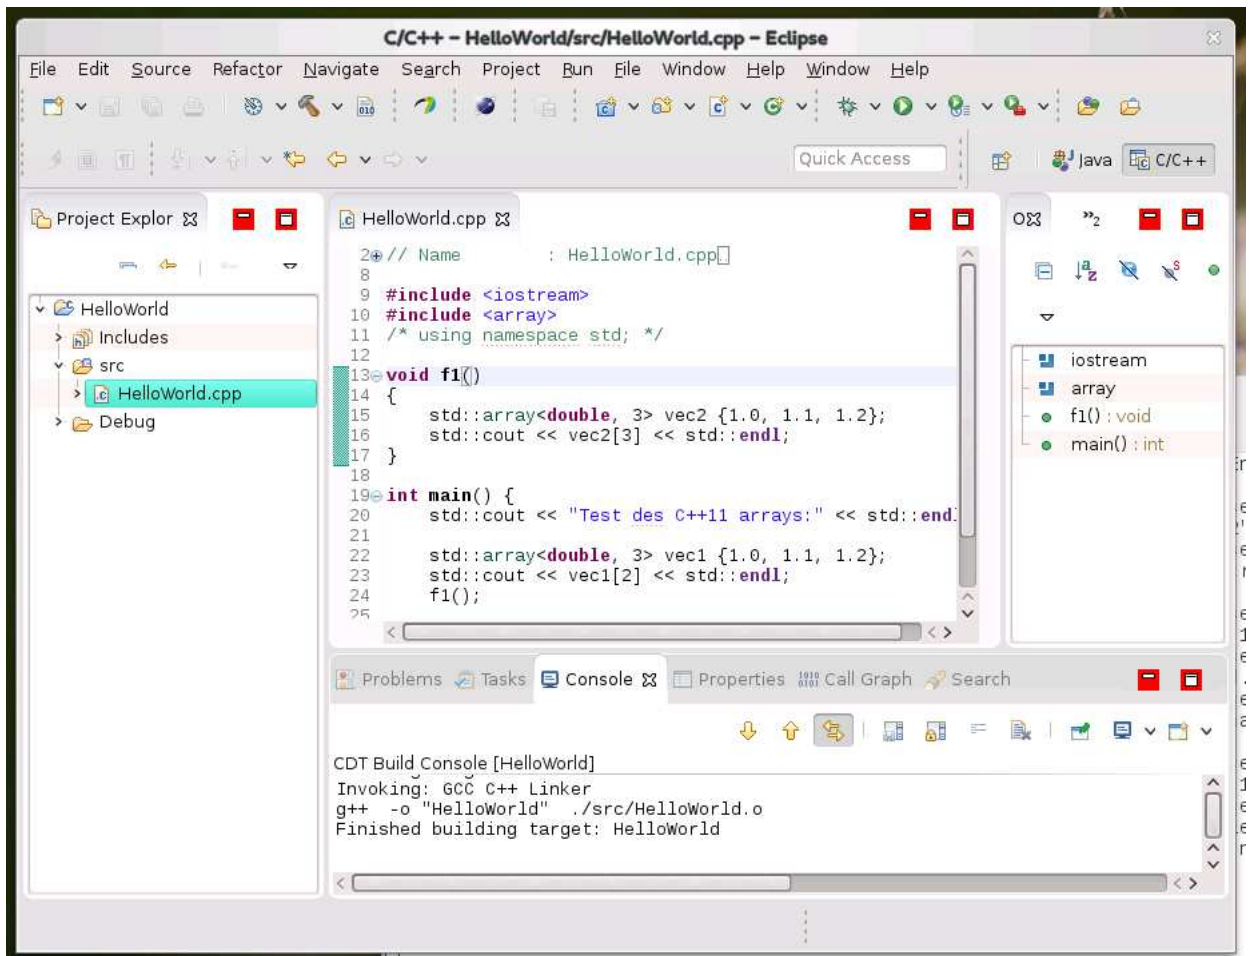 C/C++ – HelloWorld/src/HelloWorld.cpp – Eclipse
File Edit Source Refactor Navigate Search Project Run File Window Help Window Help
Quick Access
Java
C/C++
Project Explor
HelloWorld
Includes
src
HelloWorld.cpp
Debug
HelloWorld.cpp
2 // Name : HelloWorld.cpp
8
9 #include <iostream>
10 #include <array>
11 /* using namespace std; */
12
13 void f1()
14 {
15 std::array<double, 3> vec2 {1.0, 1.1, 1.2};
16 std::cout << vec2[3] << std::endl;
17 }
18
19 int main() {
20 std::cout << "Test des C++11 arrays:" << std::end
21
22 std::array<double, 3> vec1 {1.0, 1.1, 1.2};
23 std::cout << vec1[2] << std::endl;
24 f1();
25
O
»2
iostream
array
f1() : void
main() : int
Problems Tasks Console Properties Call Graph Search
CDT Build Console [HelloWorld]
Invoking: GCC C++ Linker
g++ -o "HelloWorld" ./src/HelloWorld.o
Finished building target: HelloWorld